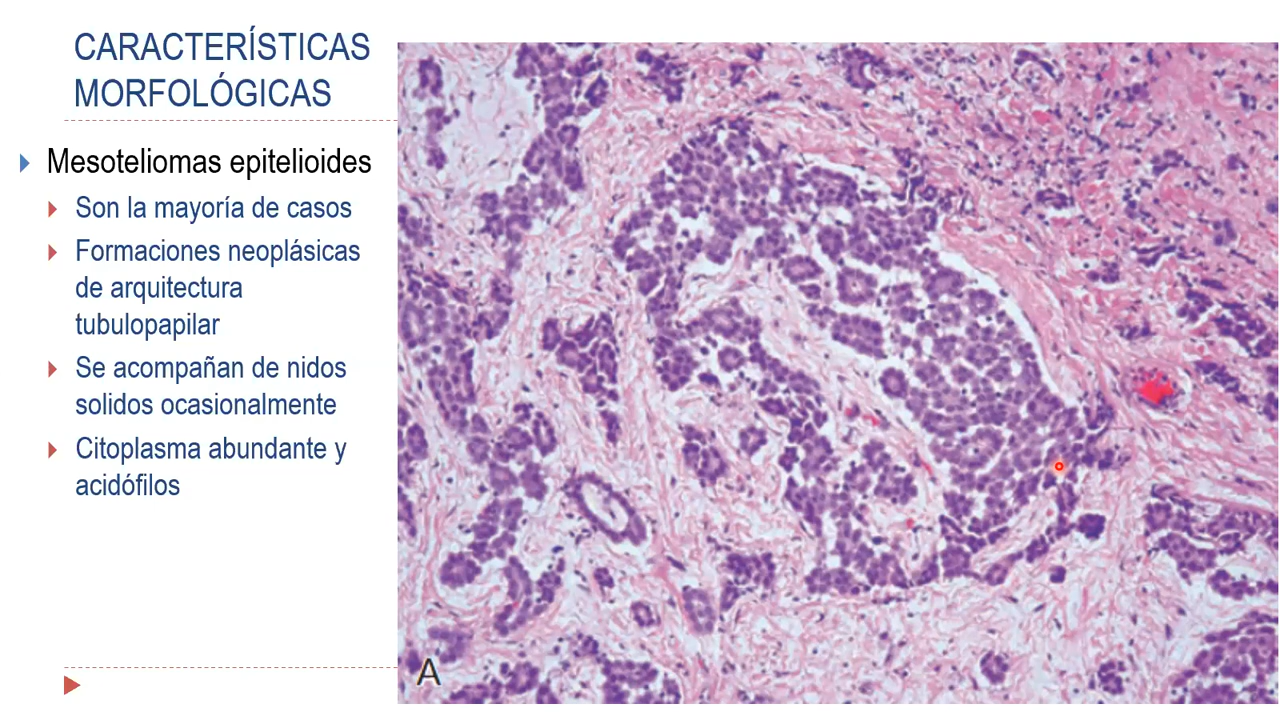 CARACTERÍSTICAS
MORFOLÓGICAS
Mesoteliomas epitelioides
Son la mayoría de casos
Formaciones neoplásicas
de arquitectura
tubulopapilar
Se acompañan de nidos
solidos ocasionalmente
Citoplasma abundante y
acidófilos
A